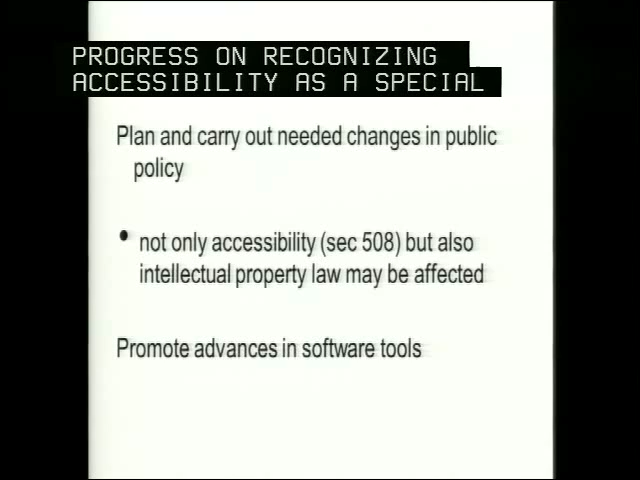 PROGRESS ON RECOGNIZING
ACCESSIBILITY AS A SPECIAL
Plan and carry out needed changes in public
policy
• not only accessibility (sec 508) but also
intellectual property law may be affected
Promote advances in software tools